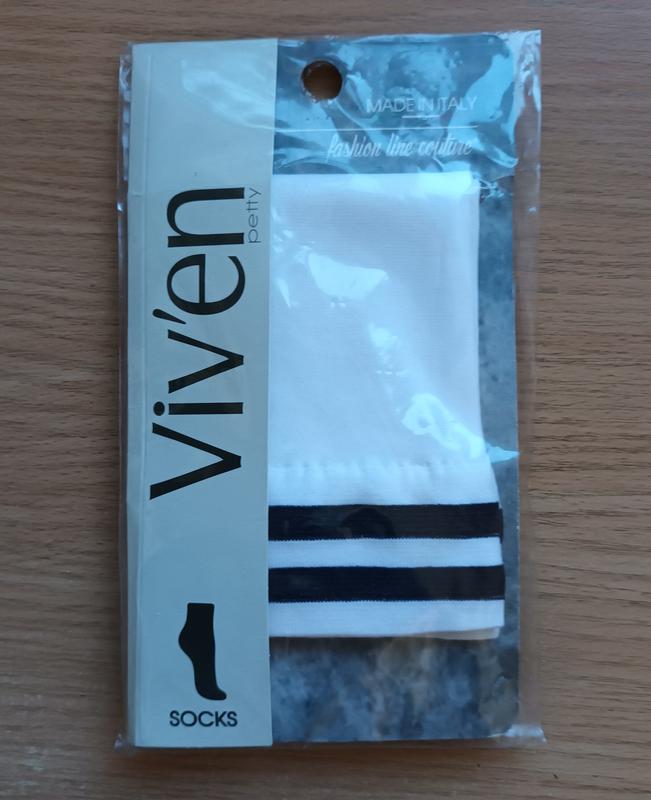 MADE IN ITALY
fashion line couture
Viv'en
petty
SOCKS